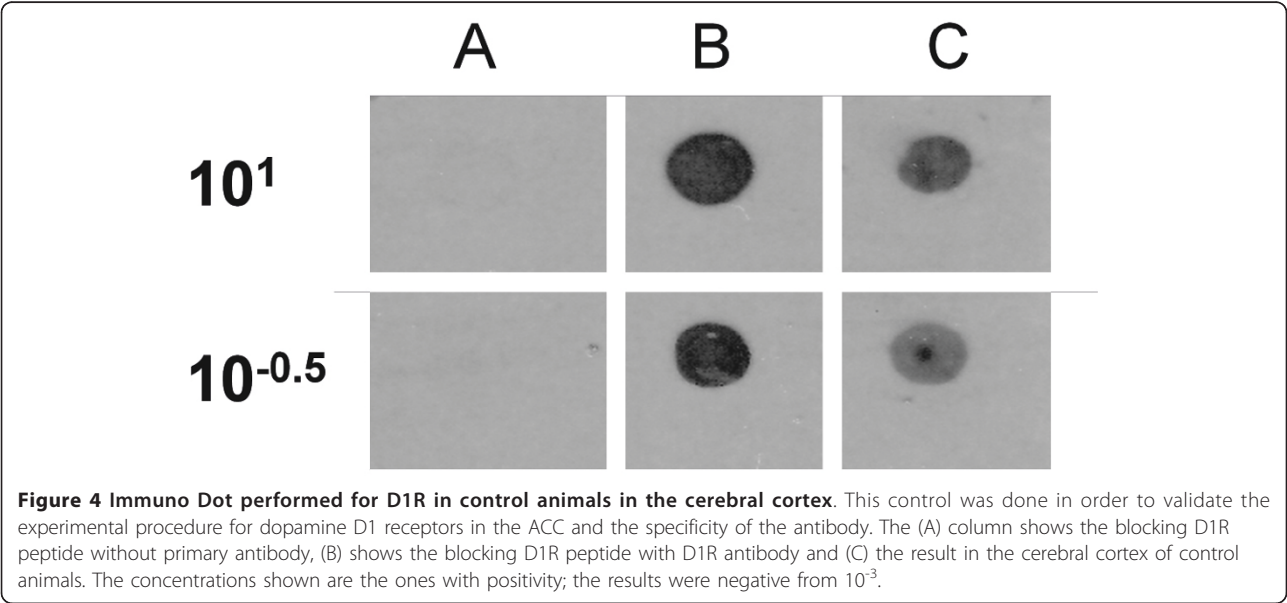 A B C
10¹
10⁻⁰·⁵
Figure 4 Immuno Dot performed for D1R in control animals in the cerebral cortex. This control was done in order to validate the
experimental procedure for dopamine D1 receptors in the ACC and the specificity of the antibody. The (A) column shows the blocking D1R
peptide without primary antibody, (B) shows the blocking D1R peptide with D1R antibody and (C) the result in the cerebral cortex of control
animals. The concentrations shown are the ones with positivity; the results were negative from 10⁻³.